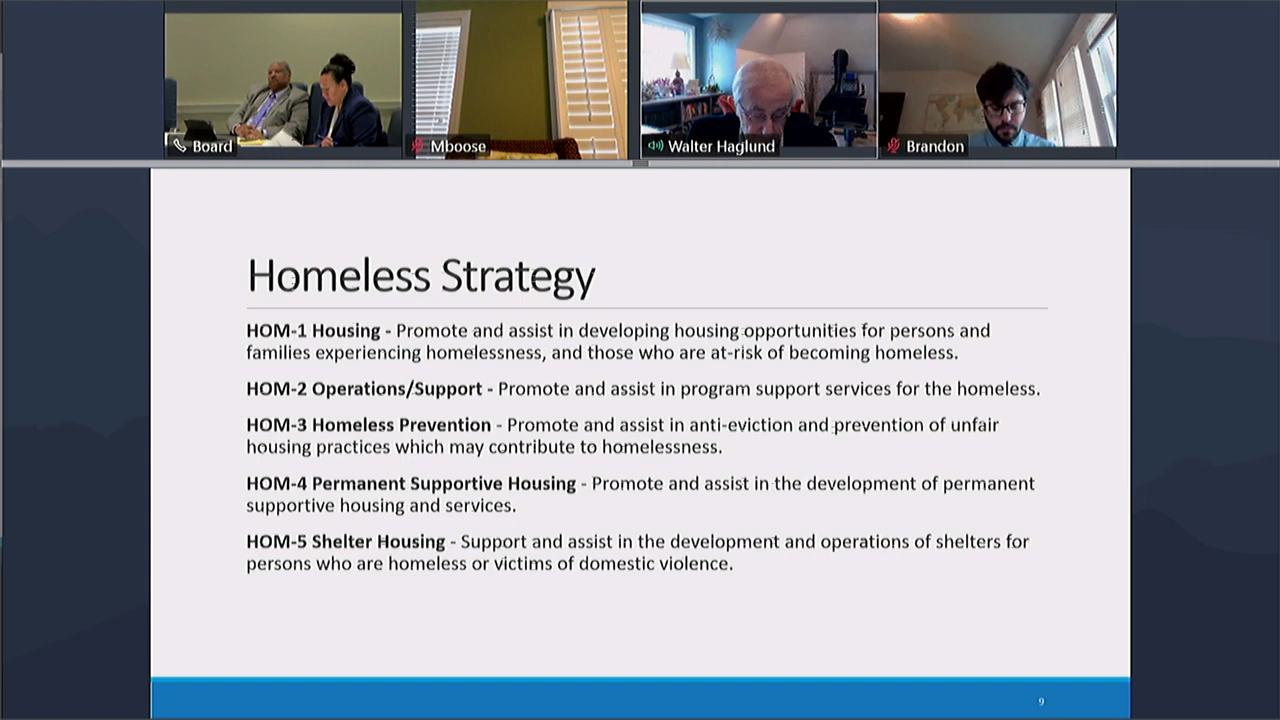 Board
Mboose
Walter Haglund
Brandon
Homeless Strategy
HOM-1 Housing - Promote and assist in developing housing opportunities for persons and
families experiencing homelessness, and those who are at-risk of becoming homeless.
HOM-2 Operations/Support - Promote and assist in program support services for the homeless.
HOM-3 Homeless Prevention - Promote and assist in anti-eviction and prevention of unfair
housing practices which may contribute to homelessness.
HOM-4 Permanent Supportive Housing - Promote and assist in the development of permanent
supportive housing and services.
HOM-5 Shelter Housing - Support and assist in the development and operations of shelters for
persons who are homeless or victims of domestic violence.
9